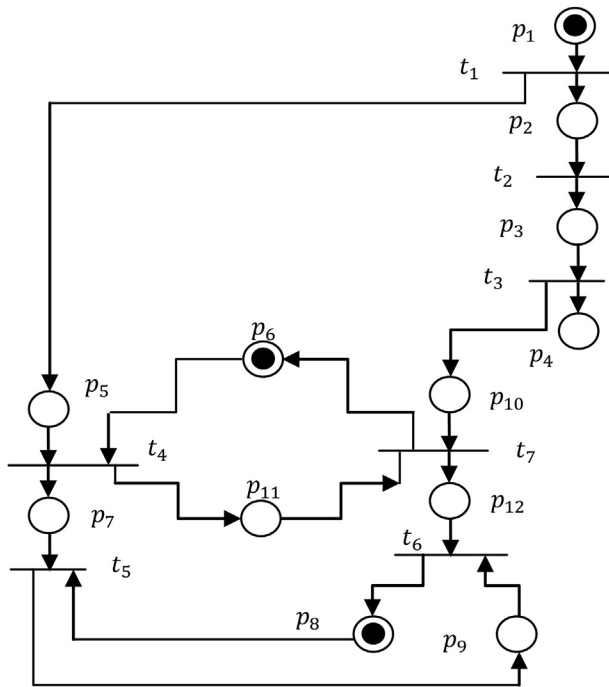 p₁
t₁
p₂
t₂
p₃
t₃
p₆
p₄
p₅
p₁₀
t₄
t₇
p₁₁
p₇
p₁₂
t₆
t₅
p₈
p₉